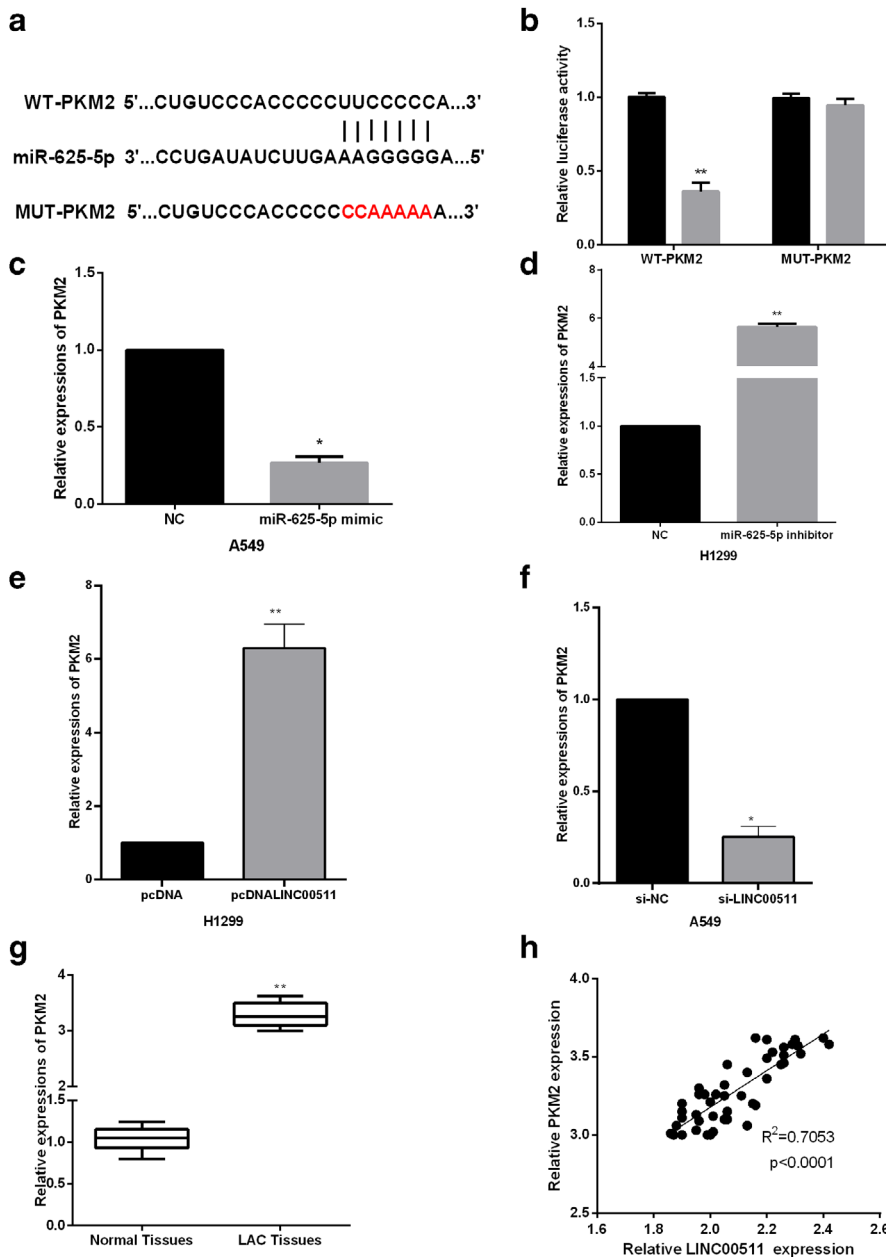 a
WT-PKM2 5'...CUGUCCCACCCCCUUCCCCCA...3'
miR-625-5p 3'...CCUGAUAUCUUGAAAGGGGGA...5'
MUT-PKM2 5'...CUGUCCCACCCCCCCAAAAAA...3'
b
Relative luciferase activity
1.5
1.0
0.5
0.0
**
WT-PKM2 MUT-PKM2
c
Relative expressions of PKM2
1.5
1.0
0.5
0.0
*
NC miR-625-5p mimic
A549
d
Relative expressions of PKM2
8
6
4
1.5
1.0
0.5
0.0
**
NC miR-625-5p inhibitor
H1299
e
Relative expressions of PKM2
8
6
4
2
0
**
pcDNA pcDNALINC00511
H1299
f
Relative expressions of PKM2
1.5
1.0
0.5
0.0
*
si-NC si-LINC00511
A549
g
Relative expressions of PKM2
4
3
2
1.5
1.0
0.5
0.0
**
Normal Tissues LAC Tissues
h
Relative PKM2 expression
4.0
3.5
3.0
2.5
R²=0.7053
p<0.0001
1.6 1.8 2.0 2.2 2.4 2.6
Relative LINC00511 expression